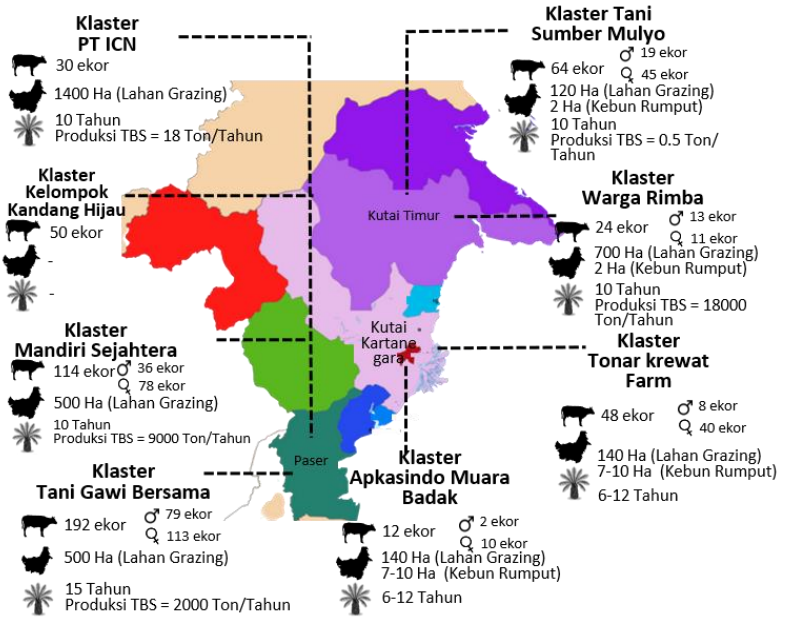 Klaster
PT ICN
30 ekor
1400 Ha (Lahan Grazing)
10 Tahun
Produksi TBS = 18 Ton/Tahun
Klaster
Kelompok
Kandang Hijau
50 ekor
-
-
Klaster
Mandiri Sejahtera
114 ekor
♂ 36 ekor
♀ 78 ekor
500 Ha (Lahan Grazing)
10 Tahun
Produksi TBS = 9000 Ton/Tahun
Klaster
Tani Gawi Bersama
192 ekor
♂ 79 ekor
♀ 113 ekor
500 Ha (Lahan Grazing)
15 Tahun
Produksi TBS = 2000 Ton/Tahun
Kutai Timur
Kutai
Kartane
gara
Paser
Klaster
Apkasindo Muara
Badak
12 ekor
♂ 2 ekor
♀ 10 ekor
140 Ha (Lahan Grazing)
7-10 Ha (Kebun Rumput)
6-12 Tahun
Klaster Tani
Sumber Mulyo
64 ekor
♂ 19 ekor
♀ 45 ekor
120 Ha (Lahan Grazing)
2 Ha (Kebun Rumput)
10 Tahun
Produksi TBS = 0.5 Ton/
Tahun
Klaster
Warga Rimba
24 ekor
♂ 13 ekor
♀ 11 ekor
700 Ha (Lahan Grazing)
2 Ha (Kebun Rumput)
10 Tahun
Produksi TBS = 18000
Ton/Tahun
Klaster
Tonar krewat
Farm
48 ekor
♂ 8 ekor
♀ 40 ekor
140 Ha (Lahan Grazing)
7-10 Ha (Kebun Rumput)
6-12 Tahun